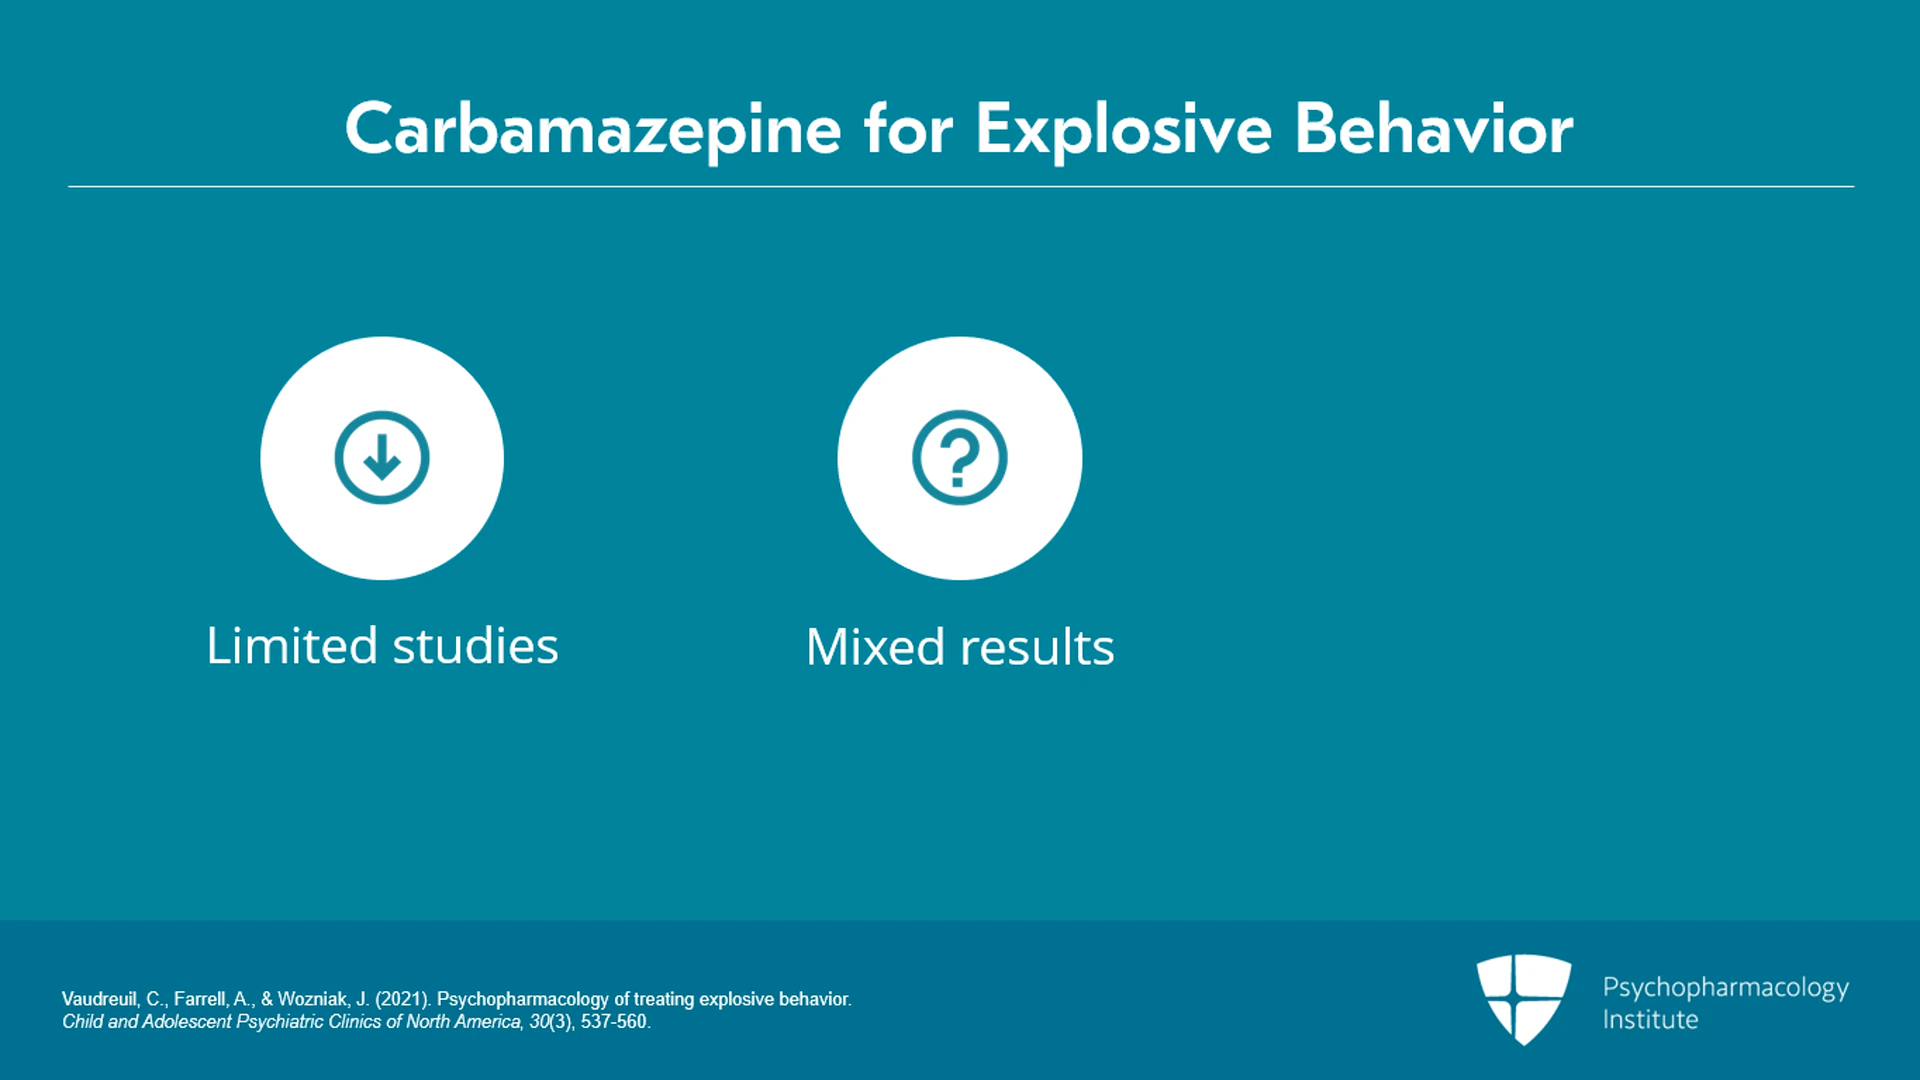 Carbamazepine for Explosive Behavior
Limited studies
Mixed results
Vaudreuil, C., Farrell, A., & Wozniak, J. (2021). Psychopharmacology of treating explosive behavior.
Child and Adolescent Psychiatric Clinics of North America, 30(3), 537-560.
Psychopharmacology
Institute